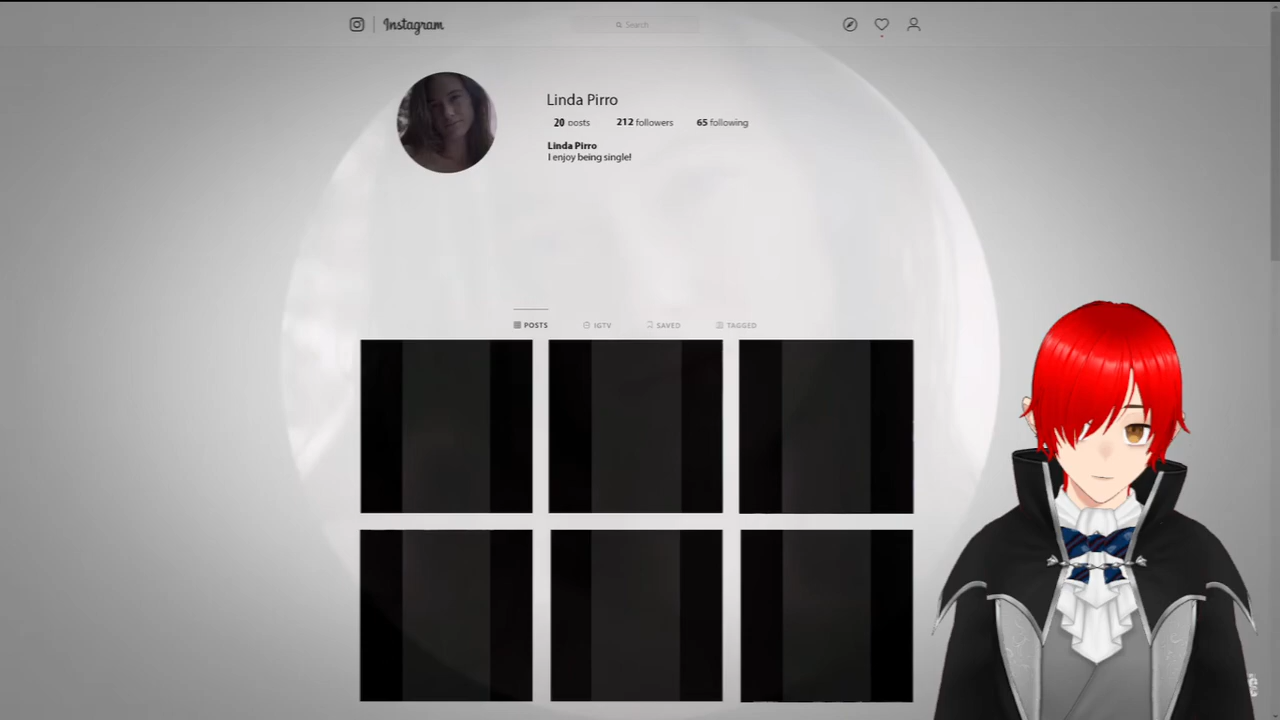 Instagram
Search
Linda Pirro
20 posts 212 followers 65 following
Linda Pirro
I enjoy being single!
POSTS IGTV SAVED TAGGED